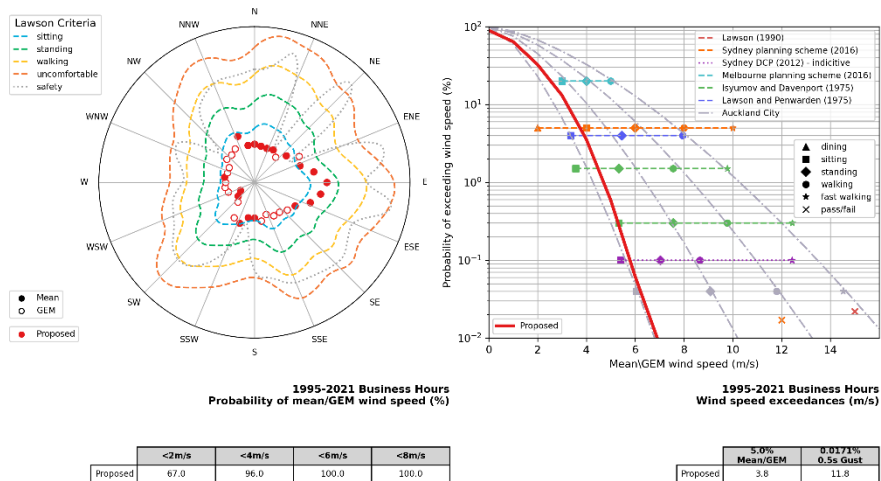 Lawson Criteria
sitting
standing
walking
uncomfortable
safety
N
NNE
NE
ENE
E
ESE
SE
SSE
S
SSW
SW
WSW
W
WNW
NW
NNW
Mean
GEM
Proposed
1995-2021 Business Hours
Probability of mean/GEM wind speed (%)
<2m/s <4m/s <6m/s <8m/s
Proposed 67.0 96.0 100.0 100.0
Probability of exceeding wind speed (%)
10²
10¹
10⁰
10⁻¹
10⁻²
0 2 4 6 8 10 12 14
Mean\GEM wind speed (m/s)
Lawson (1990)
Sydney planning scheme (2016)
Sydney DCP (2012) - indicitive
Melbourne planning scheme (2016)
Isyumov and Davenport (1975)
Lawson and Penwarden (1975)
Auckland City
dining
sitting
standing
walking
fast walking
pass/fail
Proposed
1995-2021 Business Hours
Wind speed exceedances (m/s)
5.0% 0.0171%
Mean/GEM 0.5s Gust
Proposed 3.8 11.8